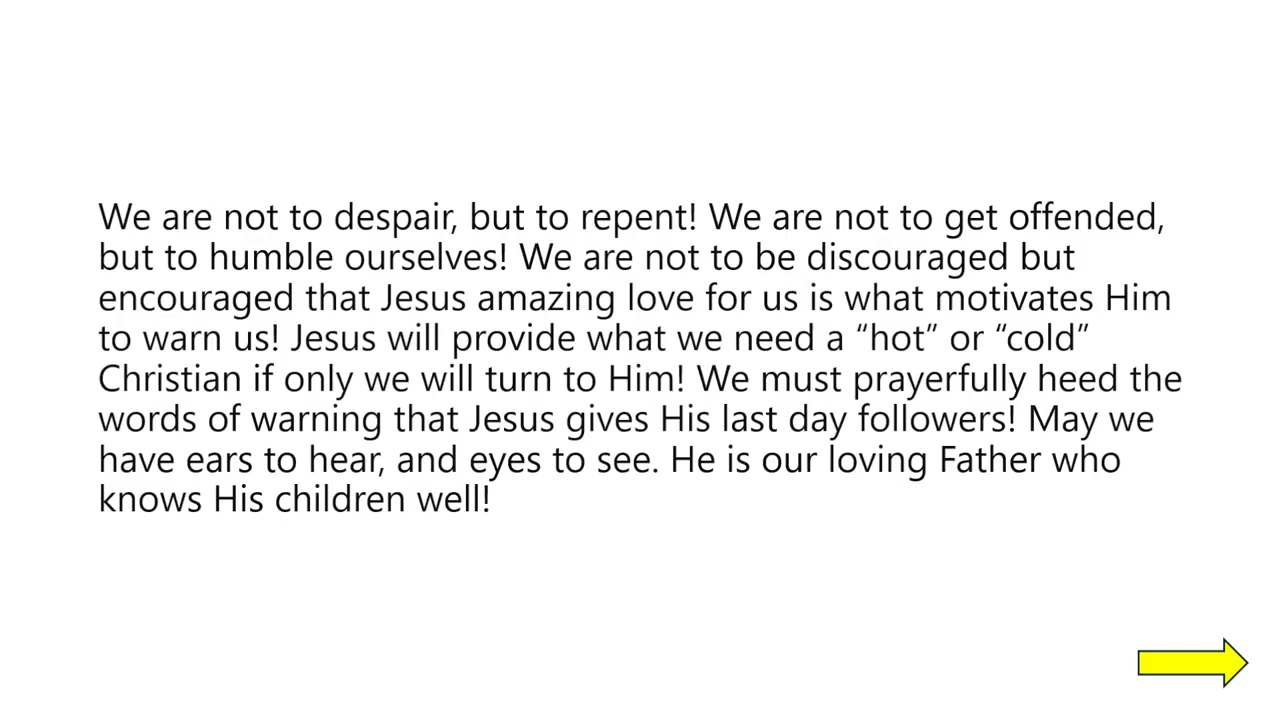 We are not to despair, but to repent! We are not to get offended,
but to humble ourselves! We are not to be discouraged but
encouraged that Jesus amazing love for us is what motivates Him
to warn us! Jesus will provide what we need a “hot” or “cold”
Christian if only we will turn to Him! We must prayerfully heed the
words of warning that Jesus gives His last day followers! May we
have ears to hear, and eyes to see. He is our loving Father who
knows His children well!